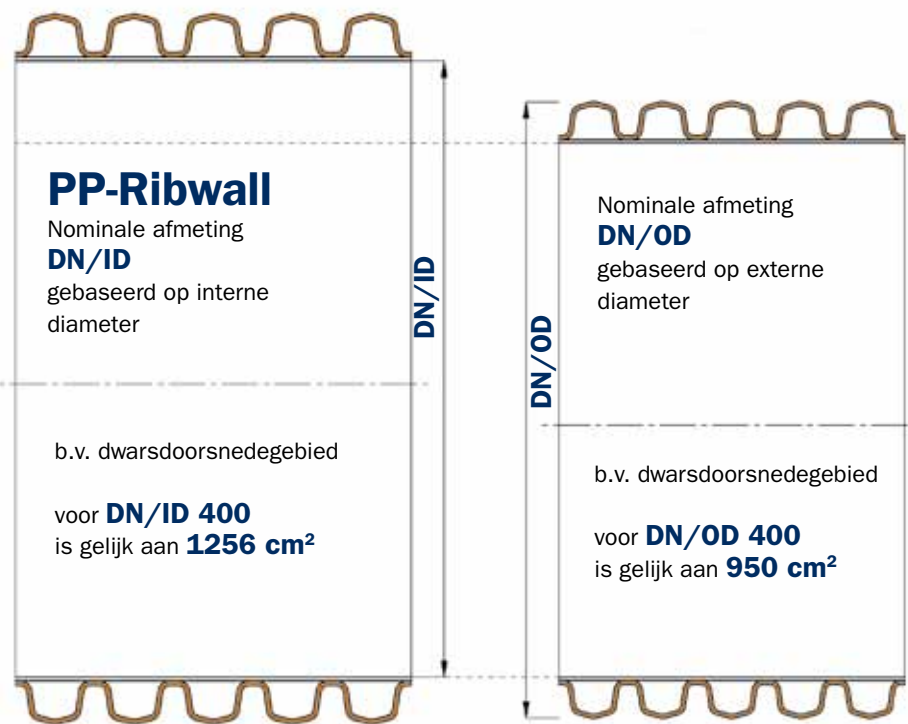 PP-Ribwall
Nominale afmeting
DN/ID
gebaseerd op interne
diameter
DN/ID
b.v. dwarsdoorsnedegebied
voor DN/ID 400
is gelijk aan 1256 cm²
Nominale afmeting
DN/OD
gebaseerd op externe
diameter
DN/OD
b.v. dwarsdoorsnedegebied
voor DN/OD 400
is gelijk aan 950 cm²